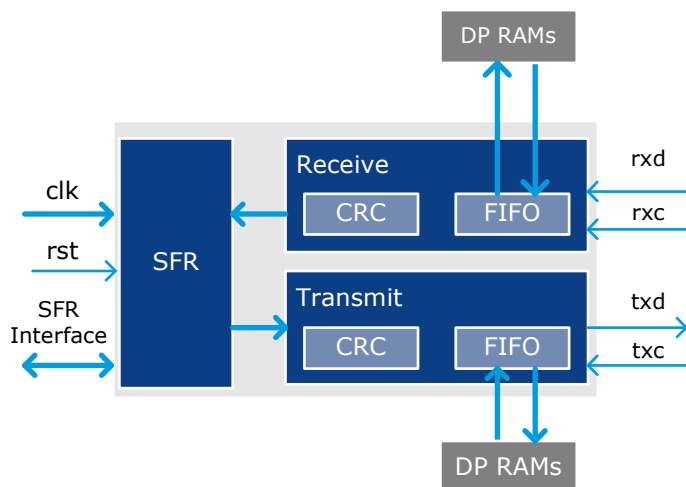 DP RAMs
Receive
rxd
clk
CRC
FIFO
rxc
rst
SFR
Transmit
SFR
Interface
txd
CRC
FIFO
txc
DP RAMs